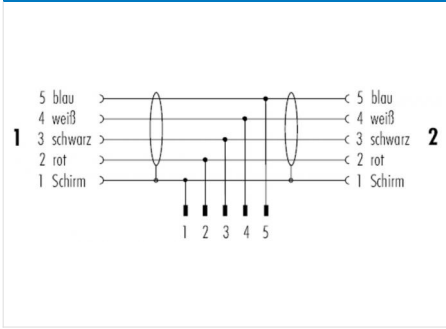 5 blau 5 blau
4 weiß 4 weiß
1 3 schwarz 3 schwarz 2
2 rot 2 rot
1 Schirm 1 Schirm
1 2 3 4 5